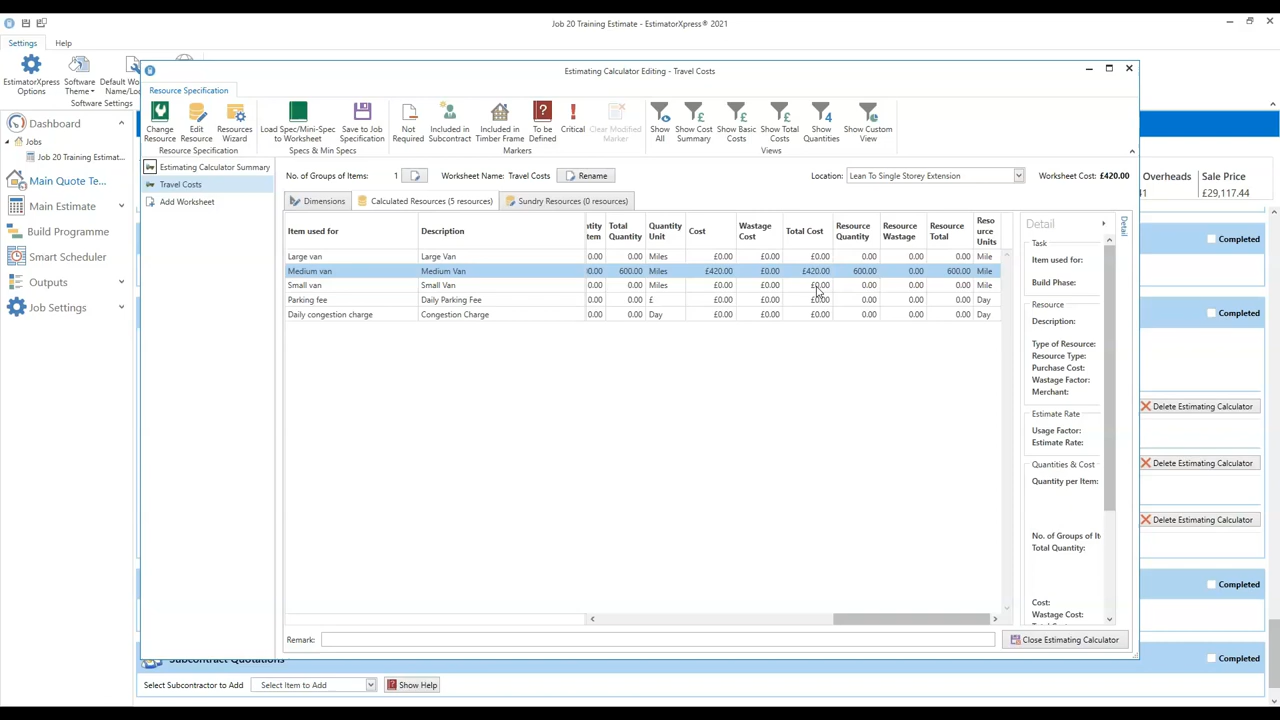 Job 20 Training Estimate - EstimatorXpress® 2021
Settings
Help
EstimatorXpress Options
Software Theme
Default Wo
Name/Lo
Software Settings
Dashboard
Jobs
Job 20 Training Estimat...
Main Quote Te...
Main Estimate
Build Programme
Smart Scheduler
Outputs
Job Settings
Estimating Calculator Editing - Travel Costs
Resource Specification
Change Resource
Edit Resource
Resources Wizard
Resource Specification
Load Spec/Mini-Spec to Worksheet
Save to Job Specification
Specs & Min Specs
Not Required
Included in Subcontract
Included in Timber Frame
To be Defined
Critical
Clear Modified Marker
Markers
Show All
Show Cost Summary
Show Basic Costs
Show Total Costs
Show Quantities
Show Custom View
Views
Estimating Calculator Summary
Travel Costs
Add Worksheet
No. of Groups of Items: 1
Worksheet Name: Travel Costs
Rename
Location: Lean To Single Storey Extension
Worksheet Cost: £420.00
Dimensions
Calculated Resources (5 resources)
Sundry Resources (0 resources)
Item used for Description ntity Item Total Quantity Quantity Unit Cost Wastage Cost Total Cost Resource Quantity Resource Wastage Resource Total Reso urce Units
Large van Large Van 0.00 0.00 Miles £0.00 £0.00 £0.00 0.00 0.00 0.00 Mile
Medium van Medium Van 0.00 600.00 Miles £420.00 £0.00 £420.00 600.00 0.00 600.00 Mile
Small van Small Van 0.00 0.00 Miles £0.00 £0.00 £0.00 0.00 0.00 0.00 Mile
Parking fee Daily Parking Fee 0.00 0.00 £ £0.00 £0.00 £0.00 0.00 0.00 0.00 Day
Daily congestion charge Congestion Charge 0.00 0.00 Day £0.00 £0.00 £0.00 0.00 0.00 0.00 Day
Detail
Detail
Task
Item used for:
Build Phase:
Resource
Description:
Type of Resource:
Resource Type:
Purchase Cost:
Wastage Factor:
Merchant:
Estimate Rate
Usage Factor:
Estimate Rate:
Quantities & Cost
Quantity per Item:
No. of Groups of It
Total Quantity:
Cost:
Wastage Cost:
Remark:
Close Estimating Calculator
Overheads Sale Price
41 £29,117.44
Completed
Completed
Delete Estimating Calculator
Delete Estimating Calculator
Delete Estimating Calculator
Completed
Subcontract Quotations
Completed
Select Subcontractor to Add
Select Item to Add
Show Help